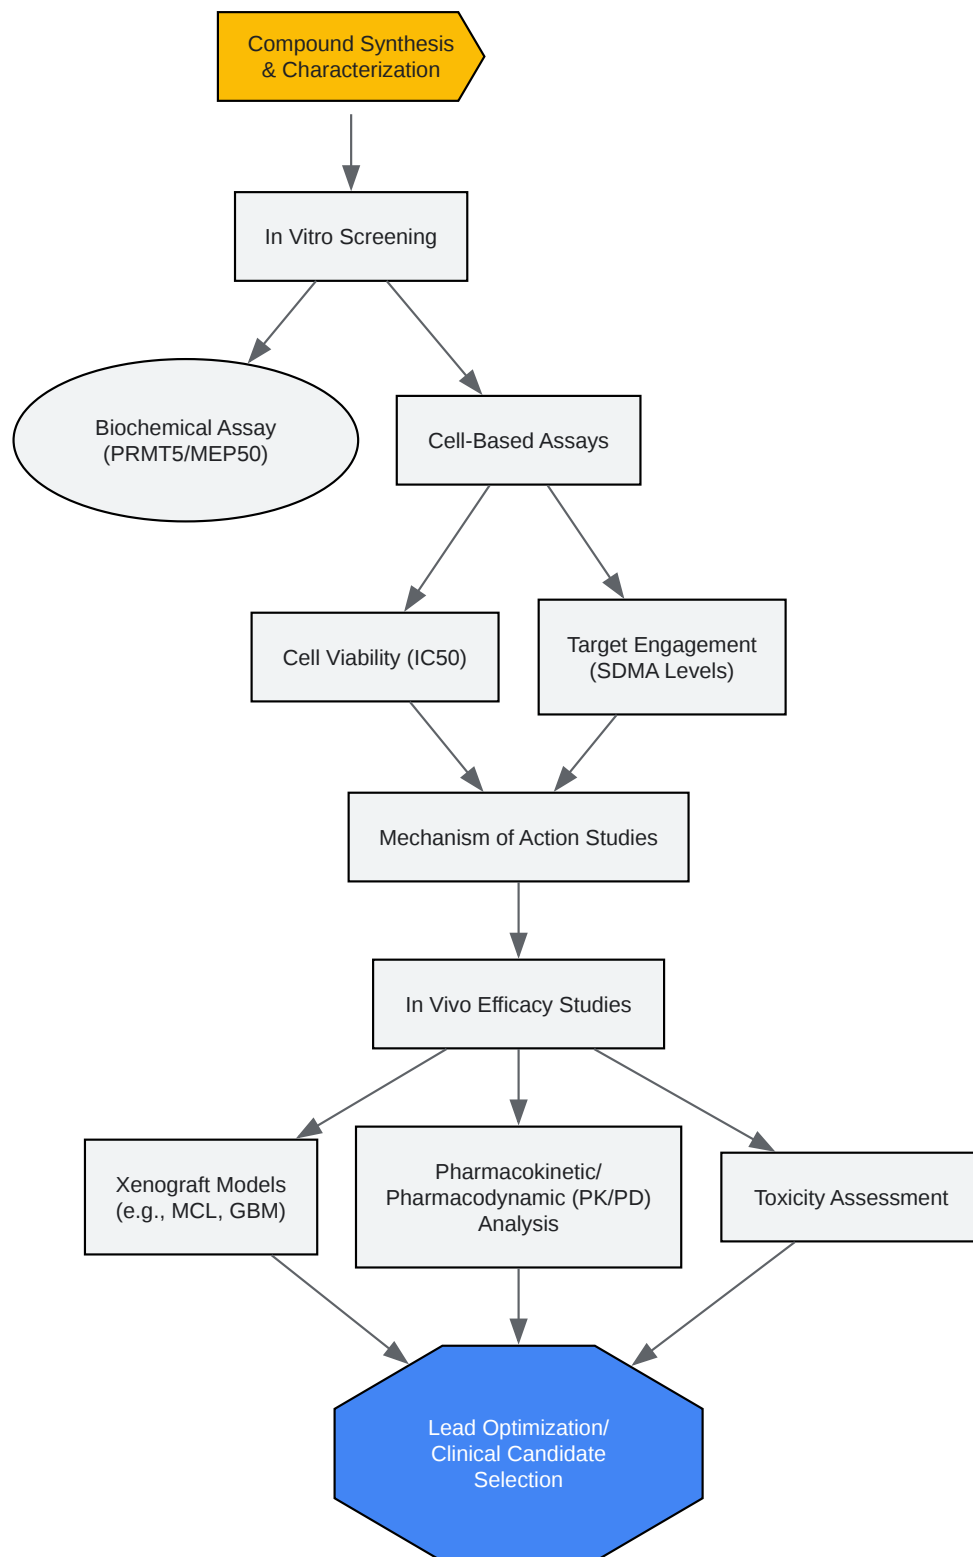 Compound Synthesis
& Characterization
In Vitro Screening
Biochemical Assay
(PRMT5/MEP50)
Cell-Based Assays
Cell Viability (IC50)
Target Engagement
(SDMA Levels)
Mechanism of Action Studies
In Vivo Efficacy Studies
Xenograft Models
(e.g., MCL, GBM)
Pharmacokinetic/
Pharmacodynamic (PK/PD)
Analysis
Toxicity Assessment
Lead Optimization/
Clinical Candidate
Selection